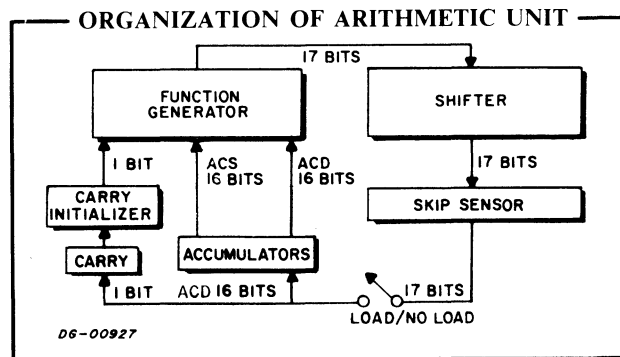 ORGANIZATION OF ARITHMETIC UNIT
17 BITS
FUNCTION
GENERATOR
SHIFTER
1 BIT
ACS
16 BITS
ACD
16 BITS
17 BITS
CARRY
INITIALIZER
SKIP SENSOR
CARRY
ACCUMULATORS
1 BIT
ACD 16 BITS
17 BITS
LOAD/NO LOAD
DG-00927